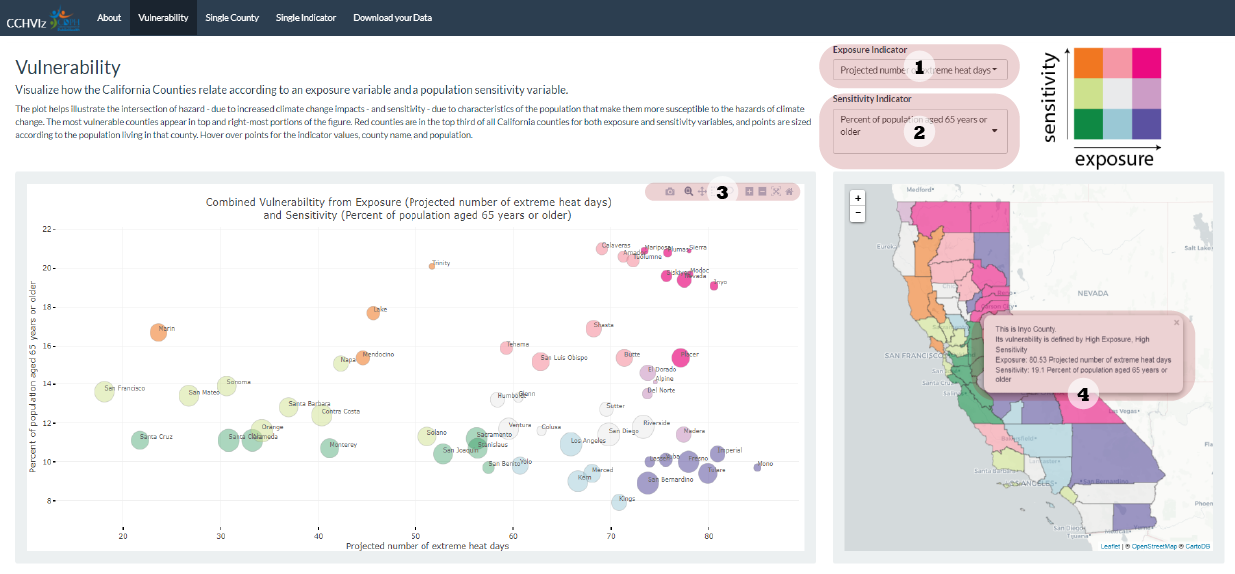 CCHVIz
About Vulnerability Single County Single Indicator Download your Data
Vulnerability
Visualize how the California Counties relate according to an exposure variable and a population sensitivity variable.
The plot helps illustrate the intersection of hazard - due to increased climate change impacts - and sensitivity - due to characteristics of the population that make them more susceptible to the hazards of climate
change. The most vulnerable counties appear in top and right-most portions of the figure. Red counties are in the top third of all California counties for both exposure and sensitivity variables, and points are sized
according to the population living in that county. Hover over points for the indicator values, county name and population.
Exposure Indicator
Projected number of extreme heat days
1
Sensitivity Indicator
Percent of population aged 65 years or
older
2
sensitivity
exposure
3
Combined Vulneralbility from Exposure (Projected number of extreme heat days)
and Sensitivity (Percent of population aged 65 years or older)
Percent of population aged 65 years or older
22
20
18
16
14
12
10
8
Calaveras
Mariposa
Sierra
Tuolumne
Trinity
Modoc
Nevada
Inyo
Lake
Marin
Shasta
Tehama
Mendocino
Napa
San Luis Obispo
Butte
Placer
El Dorado
Alpine
Del Norte
San Francisco
San Mateo
Sonoma
Humboldt
Glenn
Santa Barbara
Contra Costa
Sutter
Orange
Solano
Ventura
Colusa
San Diego
Riverside
Madera
Santa Cruz
Santa Clara
Alameda
Monterey
Sacramento
Stanislaus
San Joaquin
Los Angeles
San Benito
Yolo
Merced
Kern
Kings
Fresno
Imperial
Tulare
San Bernardino
Mono
20 30 40 50 60 70 80
Projected number of extreme heat days
+
−
Medford
Eureka
Salt Lake
NEVADA
Carson City
SAN FRANCISCO
This is Inyo County.
Its vulnerability is defined by High Exposure, High
Sensitivity
Exposure: 80.53 Projected number of extreme heat days
Sensitivity: 19.1 Percent of population aged 65 years or
older
×
4
Las Vegas
Bakersfield
Santa Barbara
LOS ANGELES
San Bernardino
Phoen
San Diego
Tijuana
Leaflet | © OpenStreetMap © CartoDB